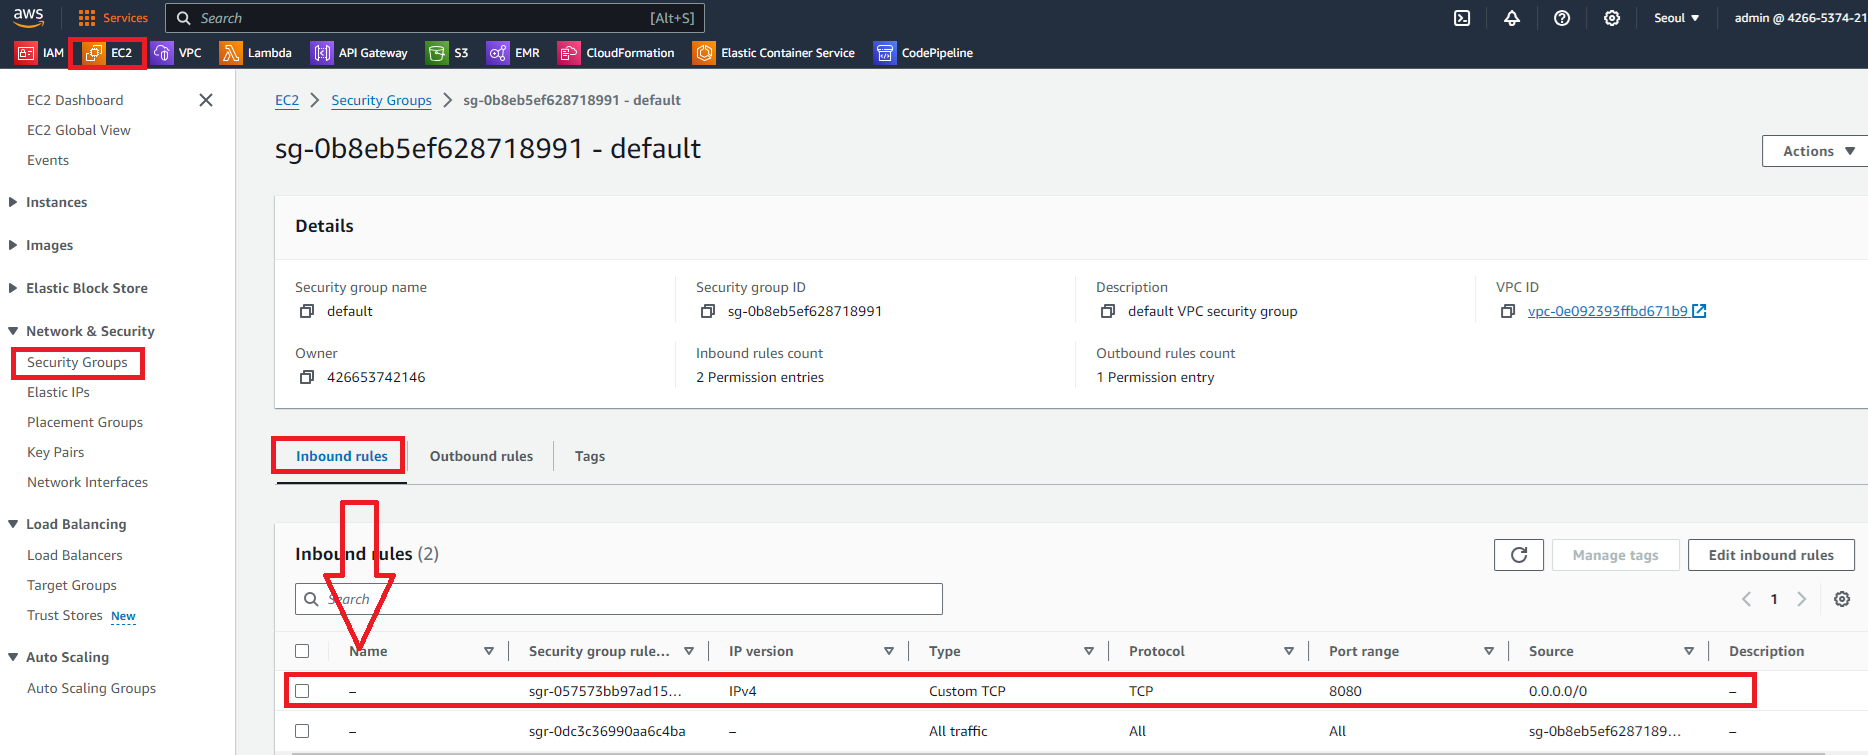 aws Services Search [Alt+S] Seoul ▼ admin @ 4266-5374-21
IAM EC2 VPC Lambda API Gateway S3 EMR CloudFormation Elastic Container Service CodePipeline
EC2 Dashboard
EC2 Global View
Events
Instances
Images
Elastic Block Store
Network & Security
Security Groups
Elastic IPs
Placement Groups
Key Pairs
Network Interfaces
Load Balancing
Load Balancers
Target Groups
Trust Stores New
Auto Scaling
Auto Scaling Groups
EC2 > Security Groups > sg-0b8eb5ef628718991 - default
sg-0b8eb5ef628718991 - default
Actions ▼
Details
Security group name Security group ID Description VPC ID
default sg-0b8eb5ef628718991 default VPC security group vpc-0e092393ffbd671b9
Owner Inbound rules count Outbound rules count
426653742146 2 Permission entries 1 Permission entry
Inbound rules Outbound rules Tags
Inbound rules (2)
Manage tags Edit inbound rules
Search
1
Name Security group rule... IP version Type Protocol Port range Source Description
– sgr-057573bb97ad15... IPv4 Custom TCP TCP 8080 0.0.0.0/0 –
– sgr-0dc3c36990aa6c4ba – All traffic All All sg-0b8eb5ef6287189... –